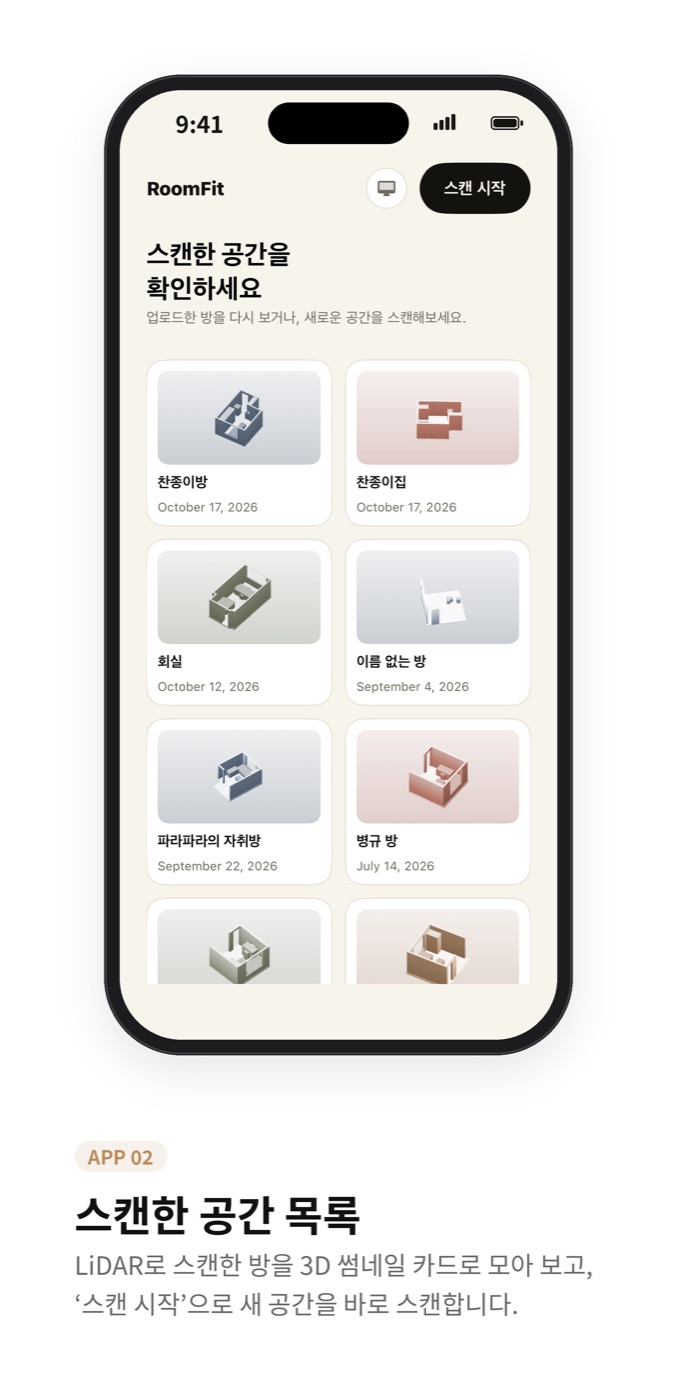 9:41
RoomFit
스캔 시작
스캔한 공간을
확인하세요
업로드한 방을 다시 보거나, 새로운 공간을 스캔해보세요.
찬종이방
October 17, 2026
찬종이집
October 17, 2026
회실
October 12, 2026
이름 없는 방
September 4, 2026
파라파라의 자취방
September 22, 2026
병규 방
July 14, 2026
APP 02
스캔한 공간 목록
LiDAR로 스캔한 방을 3D 썸네일 카드로 모아 보고,
‘스캔 시작’으로 새 공간을 바로 스캔합니다.